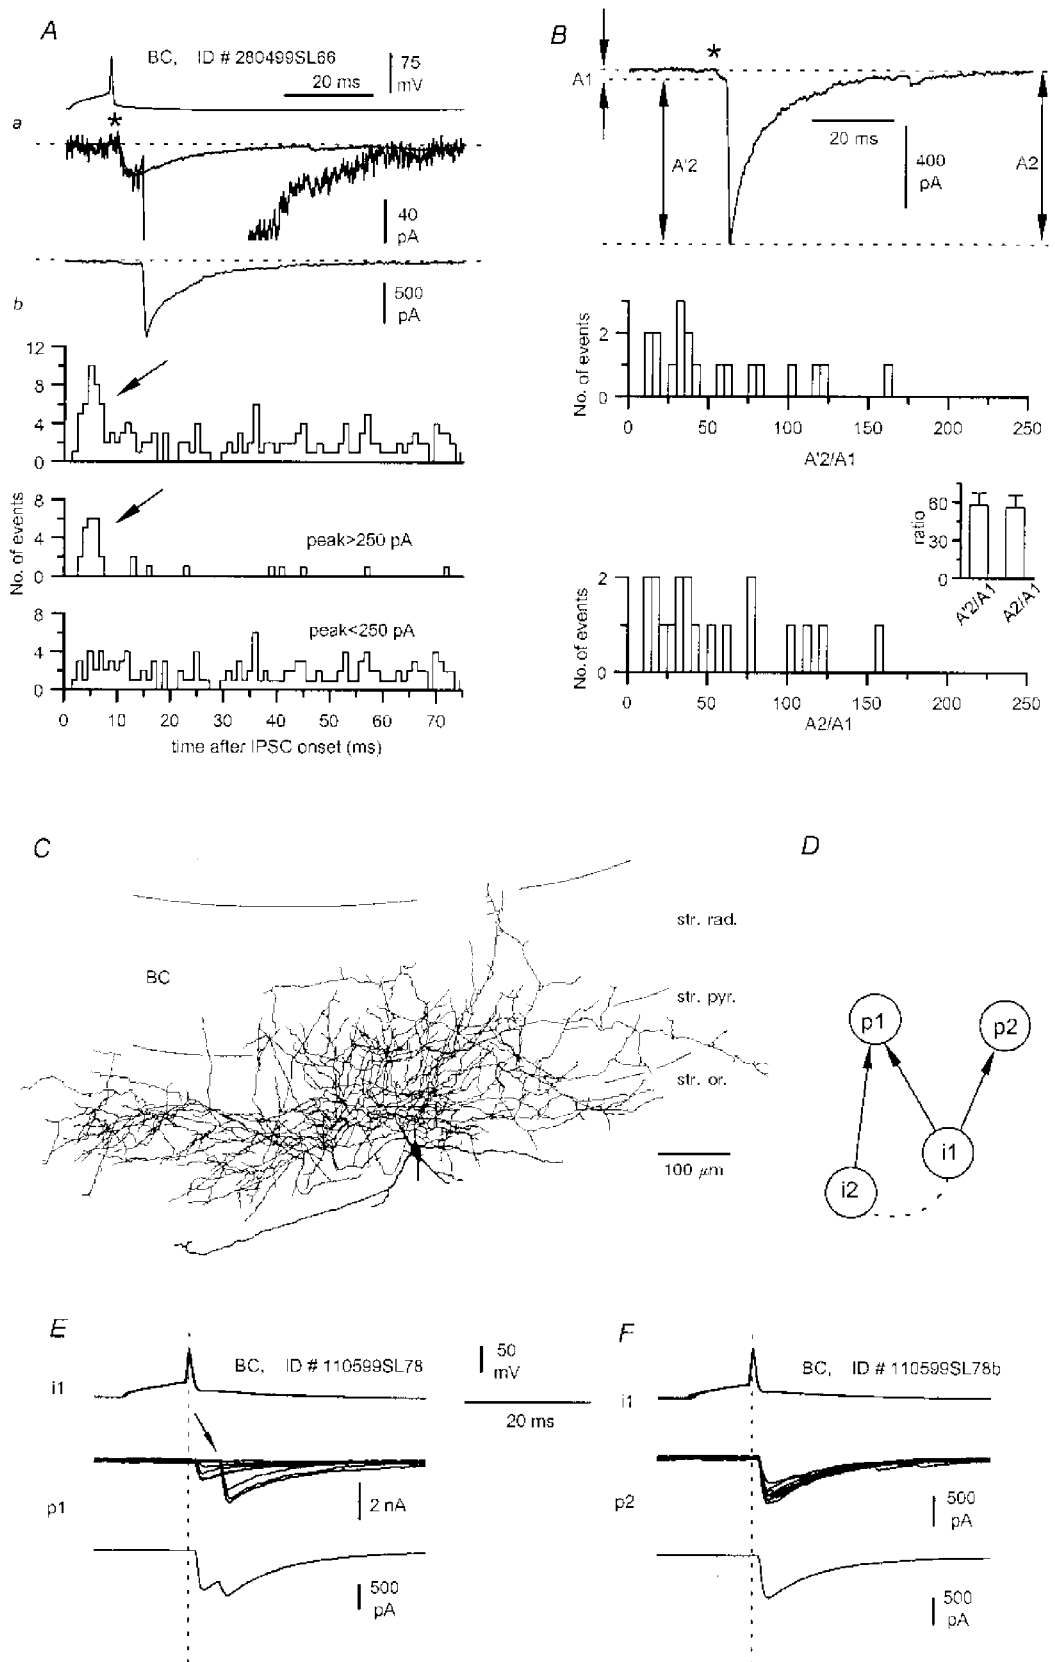 A
BC, ID # 280499SL66
75
mV
20 ms
a
*
40
pA
b
500
pA
12
8
4
0
8
4
0
peak>250 pA
8
4
0
peak<250 pA
No. of events
0 10 20 30 40 50 60 70
time after IPSC onset (ms)
B
*
A1
A'2
20 ms
400
pA
A2
No. of events
2
0
0 50 100 150 200 250
A'2/A1
ratio
60
30
0
A'2/A1
A2/A1
No. of events
2
1
0
0 50 100 150 200 250
A2/A1
C
BC
str. rad.
str. pyr.
str. or.
100 μm
D
p1
p2
i1
i2
E
i1
BC, ID # 110599SL78
50
mV
20 ms
p1
2 nA
500
pA
F
i1
BC, ID # 110599SL78b
p2
500
pA
500
pA